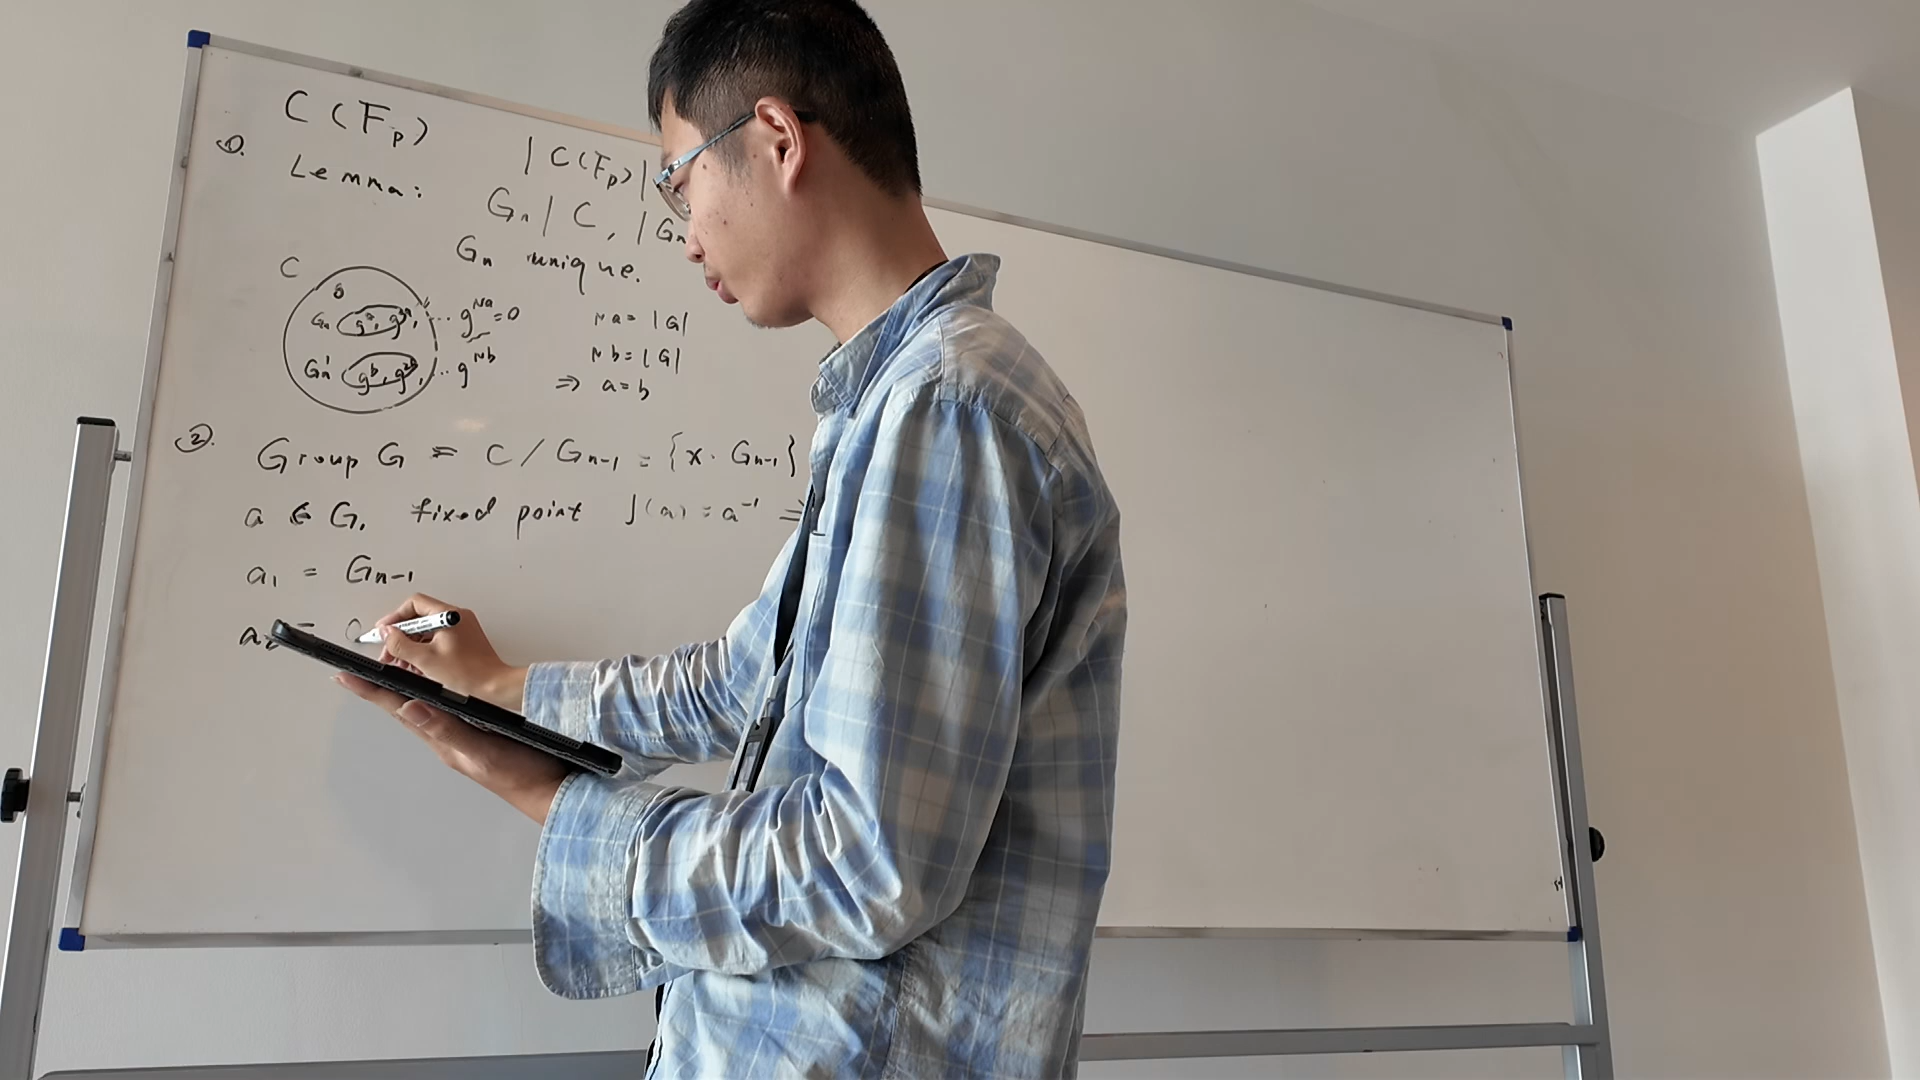 C(Fp)
①. Lemma: |C(Fp)|
Gn | C, |Gn
Gn unique.
C
Gn g^a, g^2a, ... g^Na = 0
Na = |G|
Gn' g^b, g^2b, ... g^Nb
Nb = |G|
⇒ a = b
②. Group G = C / Gn-1 = {x · Gn-1}
a ∈ G, fixed point J(a) = a^-1 ⇒
a1 = Gn-1
a2 =